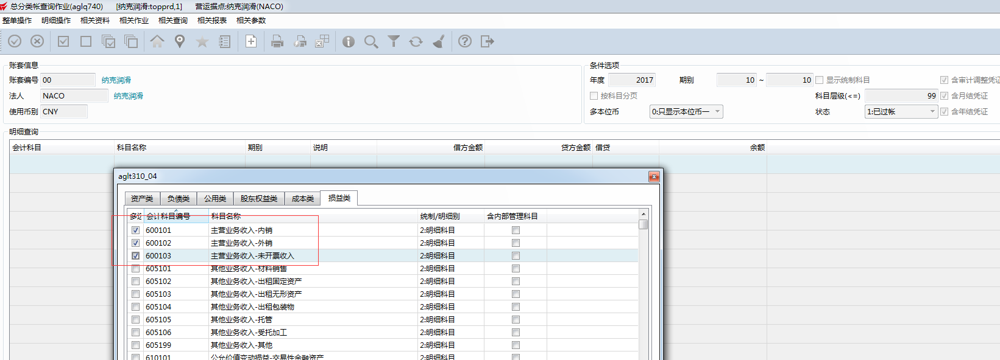 总分类帐查询作业(aglq740) [纳克润滑:topprd,1] 营运据点:纳克润滑(NACO)
整单操作 明细操作 相关资料 相关作业 相关查询 相关报表 相关参数
账套信息
账套编号 00 纳克润滑
法人 NACO 纳克润滑
使用币别 CNY
条件选项
年度 2017 期别 10 ~ 10 显示统制科目 含审计调整凭证
按科目分页 科目层级(<=) 99 含月结凭证
多本位币 0:只显示本位币一 状态 1:已过帐 含年结凭证
明细查询
会计科目 科目名称 期别 说明 借方金额 贷方金额 借贷 余额
aglt310_04
资产类 负债类 公用类 股东权益类 成本类 损益类
多选 会计科目编号 科目名称 统制/明细别 含内部管理科目
600101 主营业务收入-内销 2:明细科目
600102 主营业务收入-外销 2:明细科目
600103 主营业务收入-未开票收入 2:明细科目
605101 其他业务收入-材料销售 2:明细科目
605102 其他业务收入-出租固定资产 2:明细科目
605103 其他业务收入-出租无形资产 2:明细科目
605104 其他业务收入-出租包装物 2:明细科目
605105 其他业务收入-托管 2:明细科目
605106 其他业务收入-受托加工 2:明细科目
605199 其他业务收入-其他 2:明细科目
610101 公允价值变动损益-交易性金融资产 2:明细科目